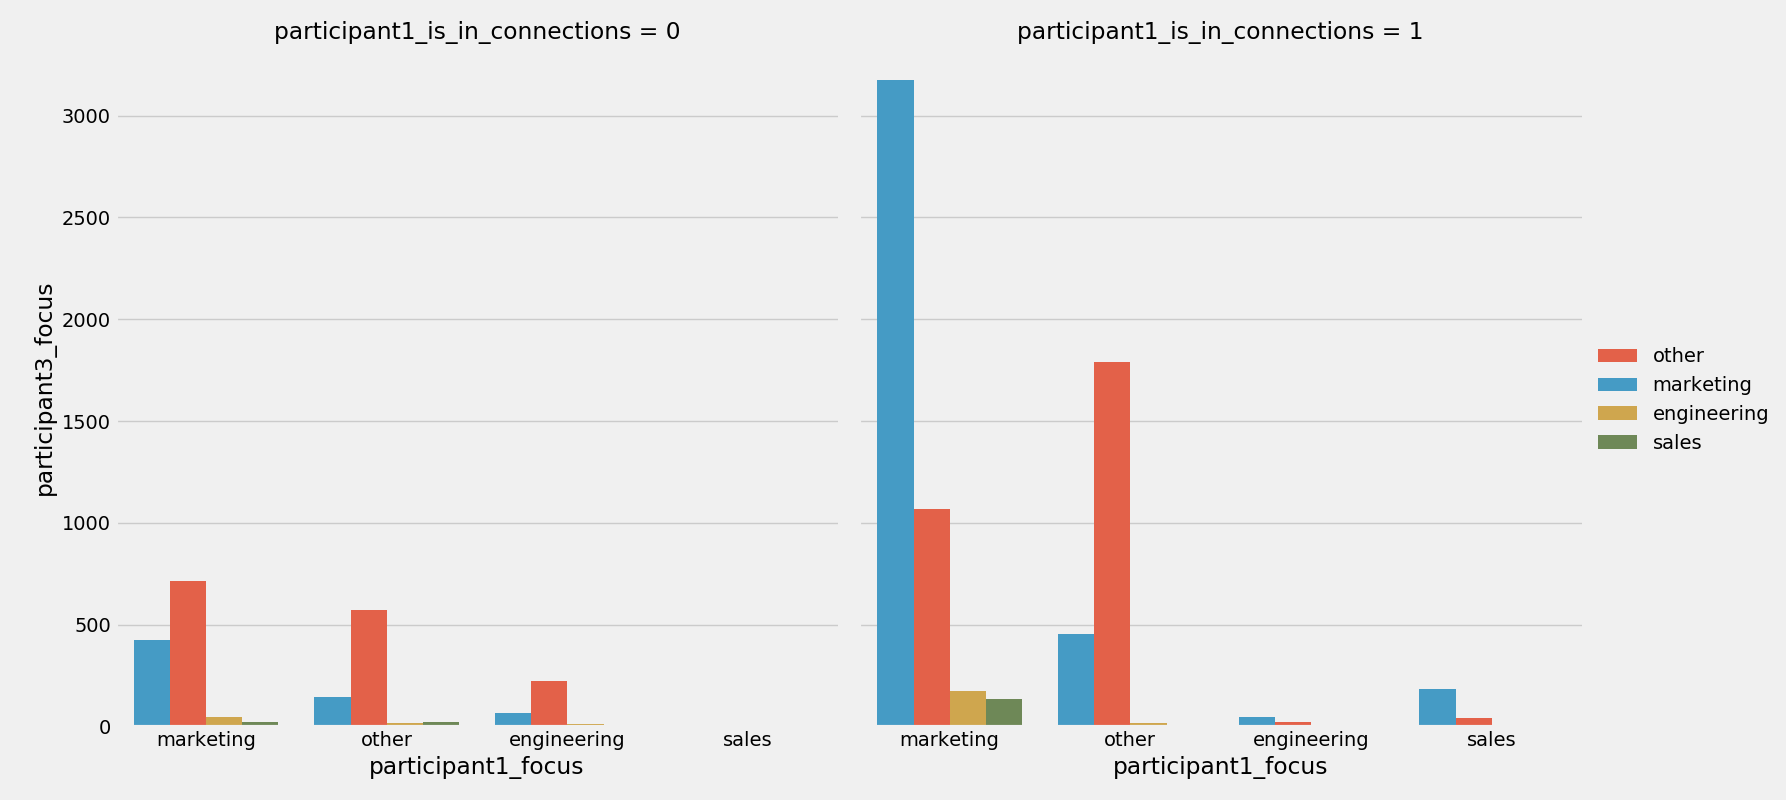 participant1_is_in_connections = 0
participant1_is_in_connections = 1
participant3_focus
3000
2500
2000
1500
1000
500
0
marketing other engineering sales
marketing other engineering sales
participant1_focus
participant1_focus
other
marketing
engineering
sales